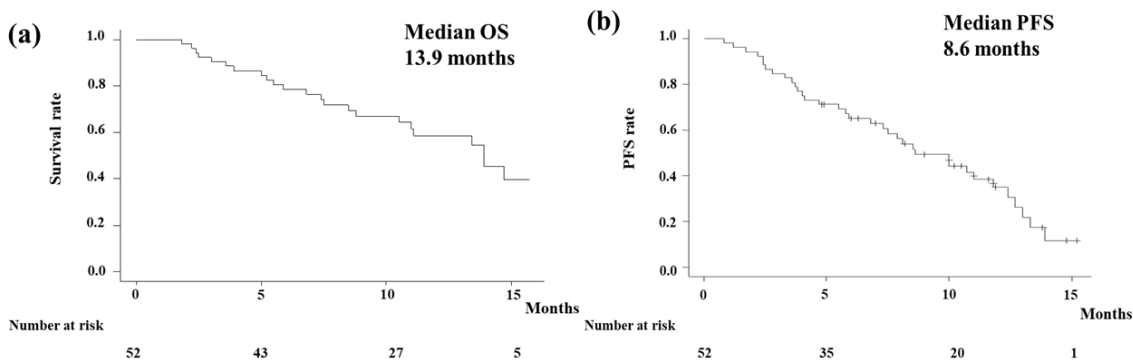 (a)
Median OS
13.9 months
Survival rate
1.0
0.8
0.6
0.4
0.2
0.0
0
5
10
15
Months
Number at risk
52 43 27 5
(b)
Median PFS
8.6 months
PFS rate
1.0
0.8
0.6
0.4
0.2
0.0
0
5
10
15
Months
Number at risk
52 35 20 1